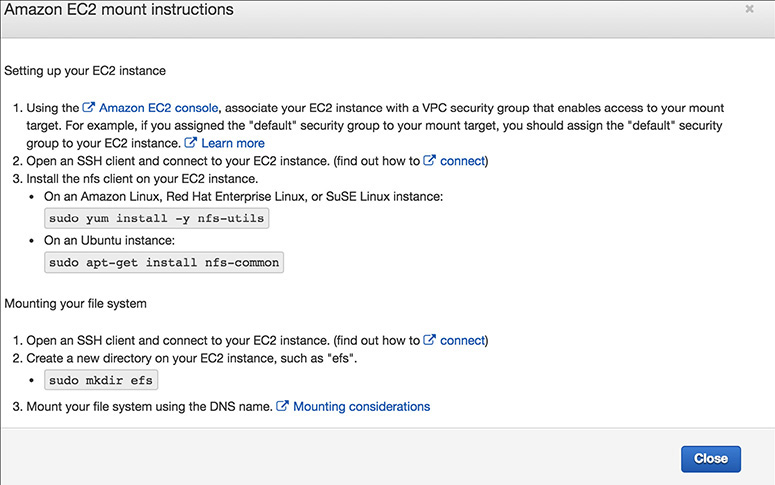 Amazon EC2 mount instructions
Setting up your EC2 instance
1. Using the Amazon EC2 console, associate your EC2 instance with a VPC security group that enables access to your mount
target. For example, if you assigned the "default" security group to your mount target, you should assign the "default" security
group to your EC2 instance. Learn more
2. Open an SSH client and connect to your EC2 instance. (find out how to connect)
3. Install the nfs client on your EC2 instance.
• On an Amazon Linux, Red Hat Enterprise Linux, or SuSE Linux instance:
sudo yum install -y nfs-utils
• On an Ubuntu instance:
sudo apt-get install nfs-common
Mounting your file system
1. Open an SSH client and connect to your EC2 instance. (find out how to connect)
2. Create a new directory on your EC2 instance, such as "efs".
• sudo mkdir efs
3. Mount your file system using the DNS name. Mounting considerations
Close